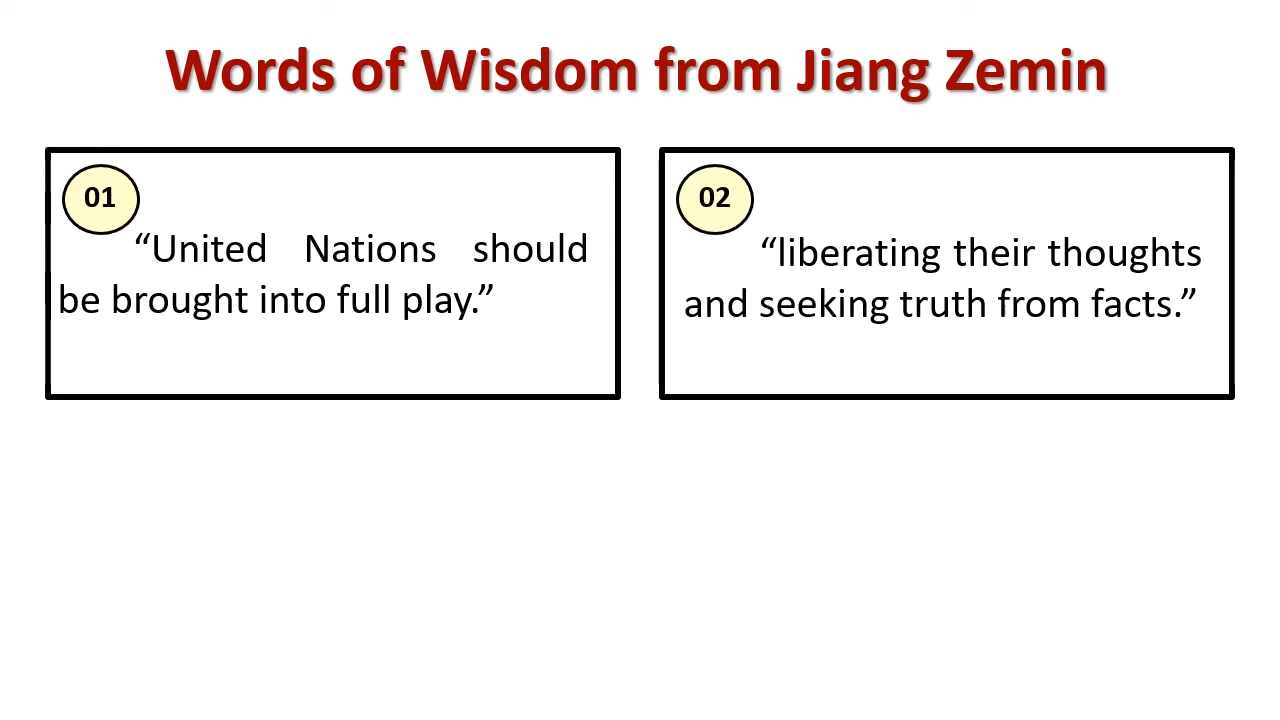 Words of Wisdom from Jiang Zemin
01
“United Nations should
be brought into full play.”
02
“liberating their thoughts
and seeking truth from facts.”